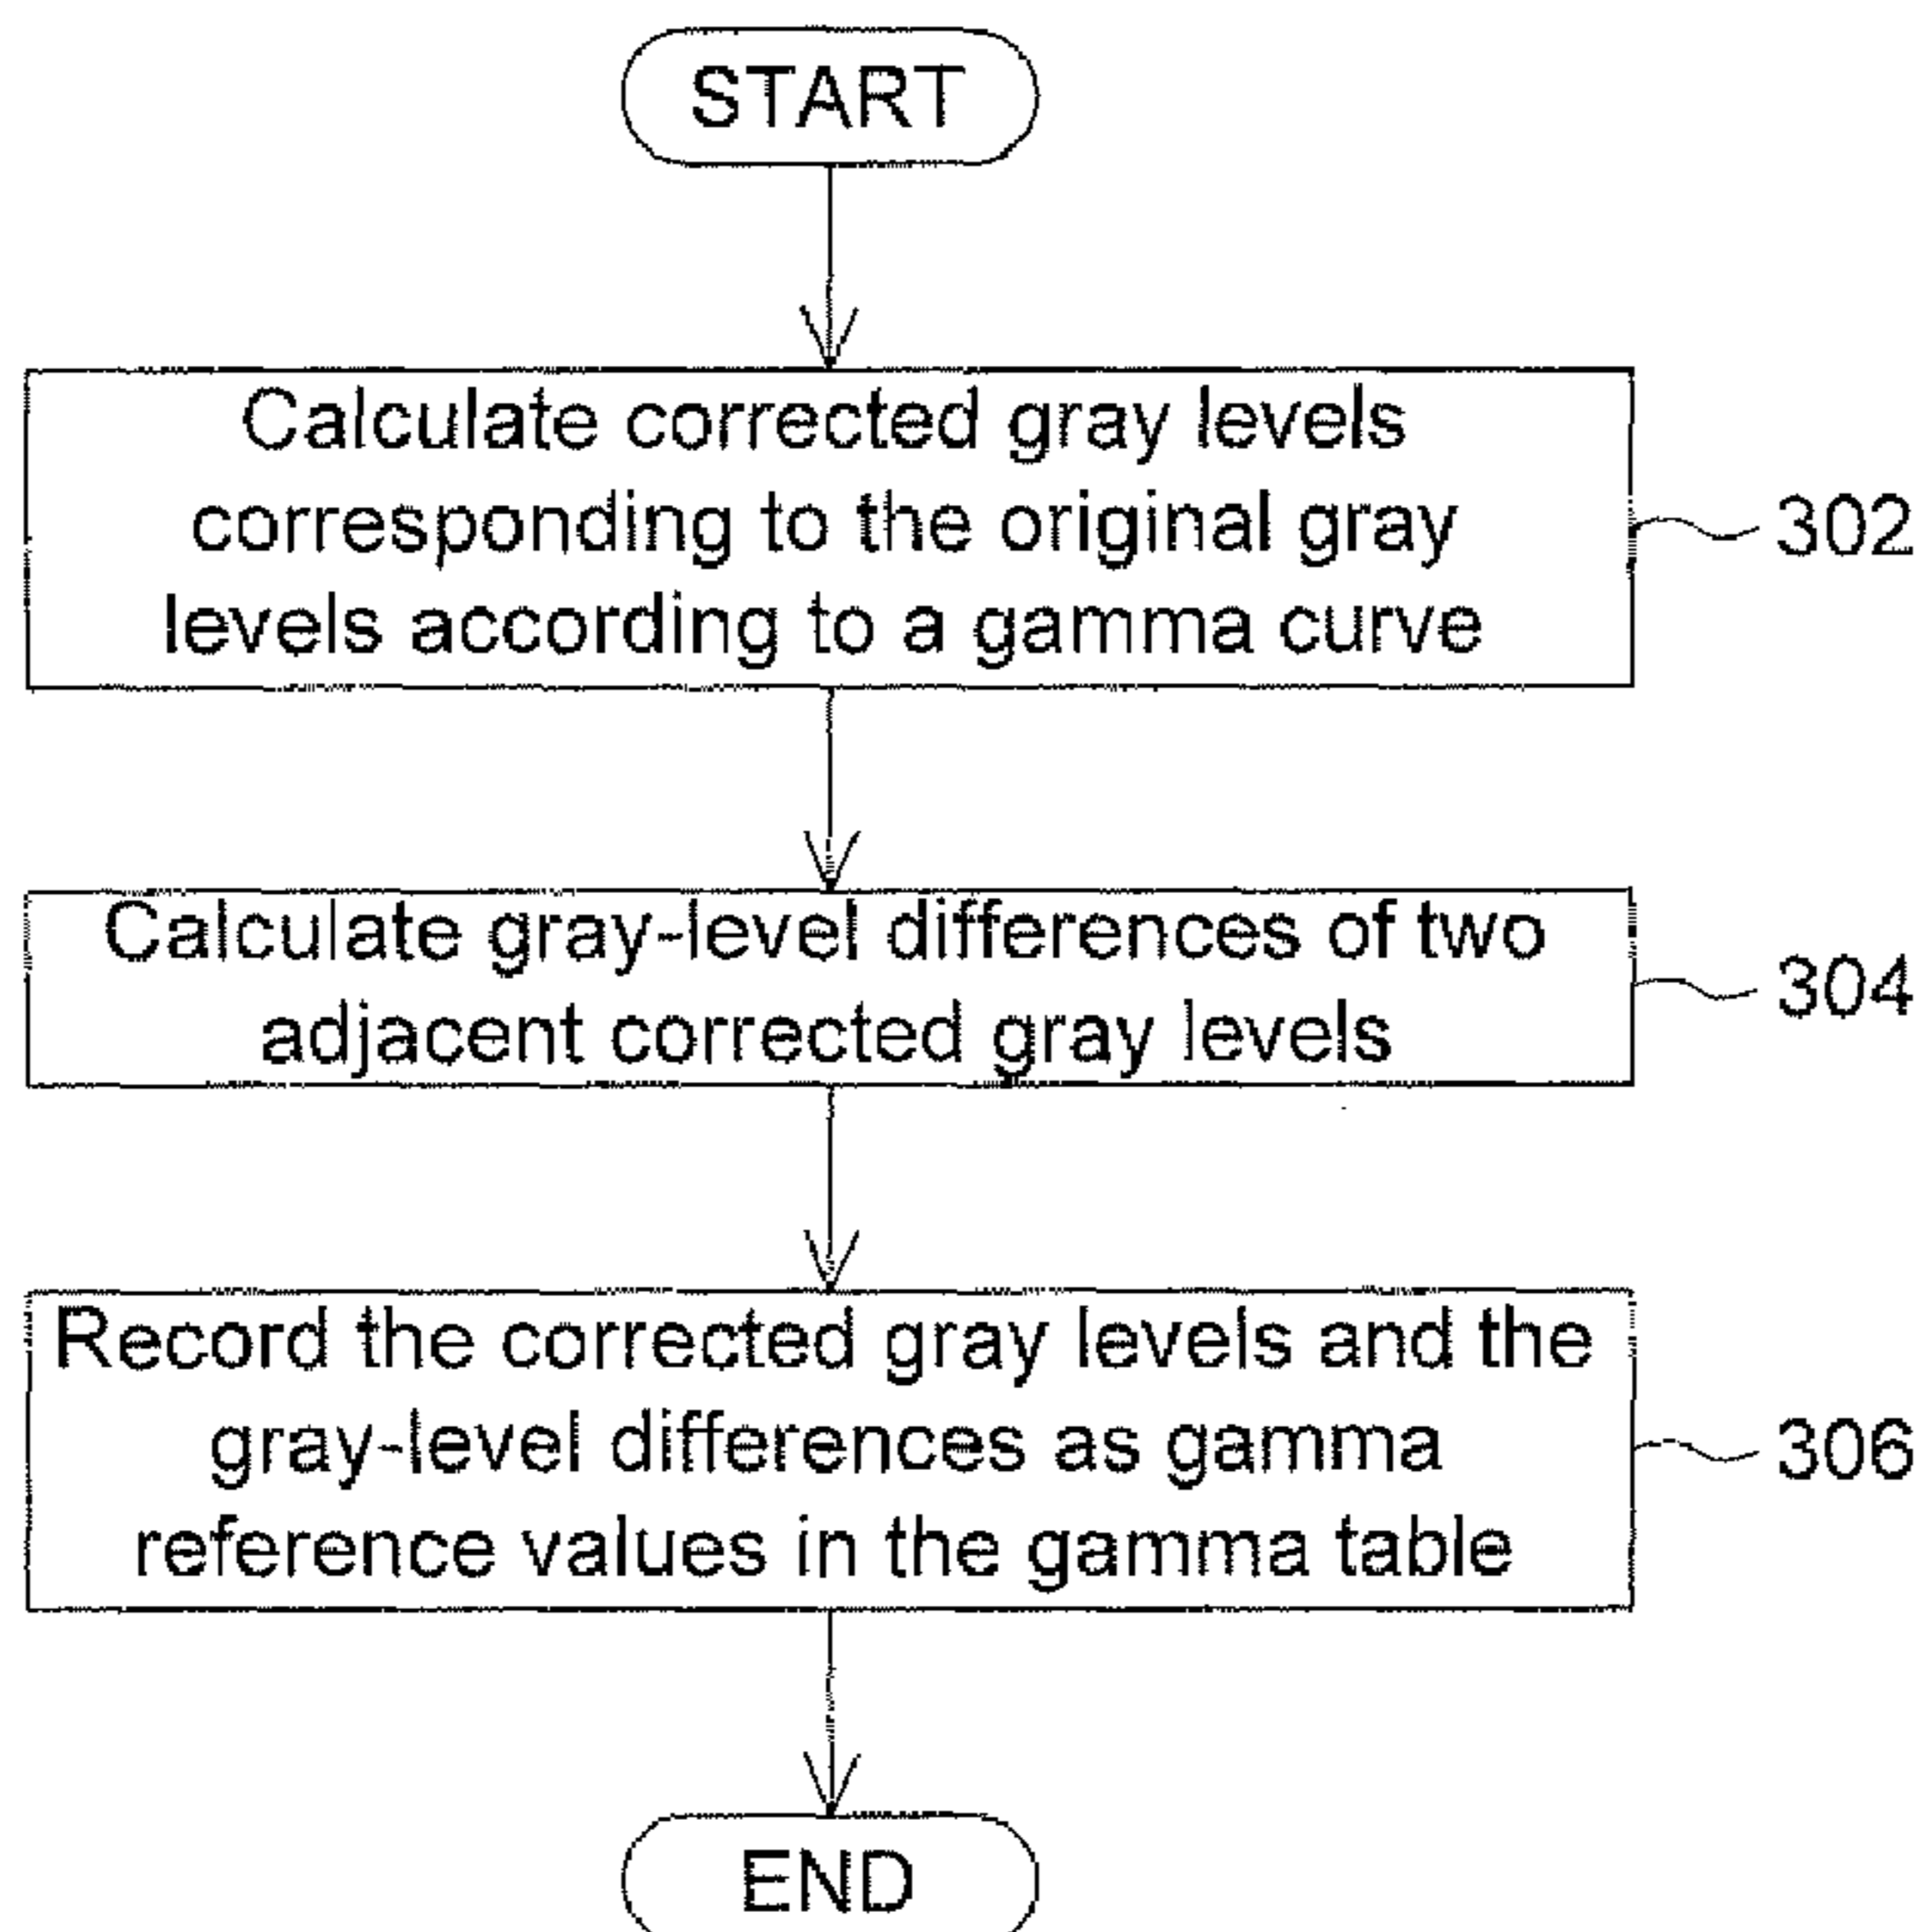 START
Calculate corrected gray levels
corresponding to the original gray
levels according to a gamma curve
302
Calculate gray-level differences of two
adjacent corrected gray levels
304
Record the corrected gray levels and the
gray-level differences as gamma
reference values in the gamma table
306
END